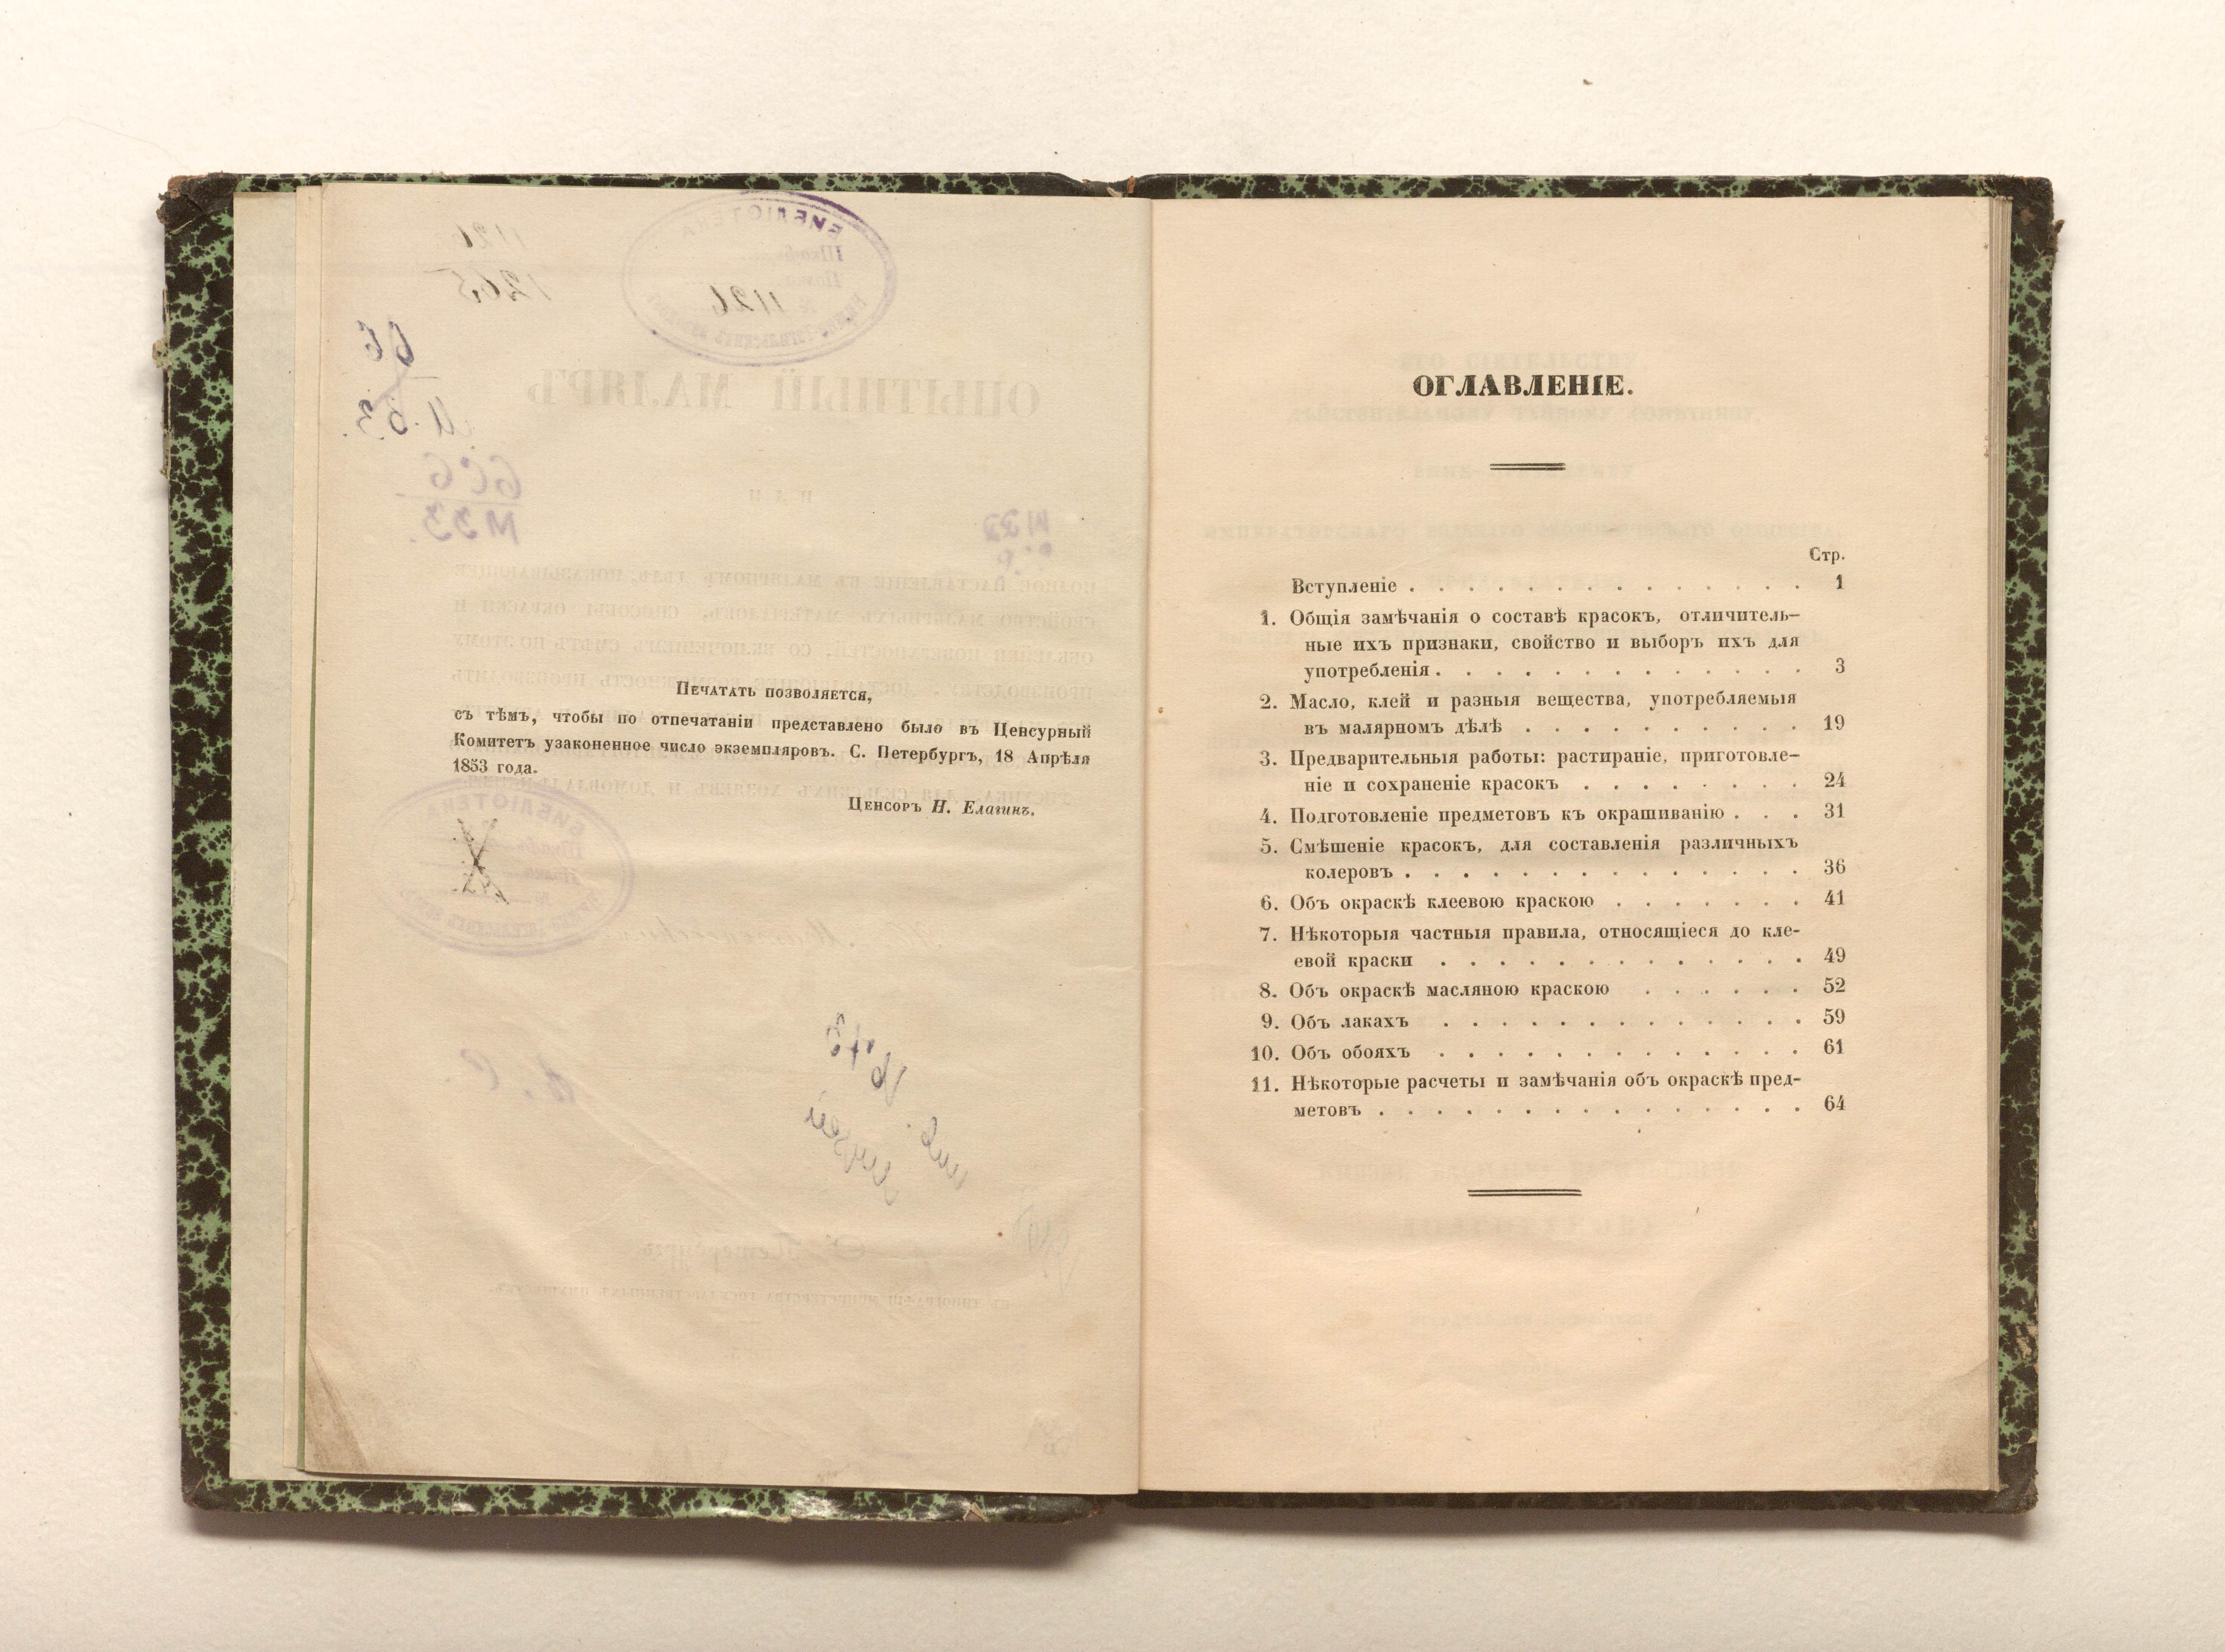 Печатать позволяется,
съ тѣмъ, чтобы по отпечатаніи представлено было въ Ценсурный
Комитетъ узаконенное число экземпляровъ. С. Петербургъ, 18 Апрѣля
1853 года.
Ценсоръ Н. Елагинъ.
ОГЛАВЛЕНІЕ.
Стр.
Вступленіе . . . . . . . . . . . . . . 1
1. Общія замѣчанія о составѣ красокъ, отличитель-
ные ихъ признаки, свойство и выборъ ихъ для
употребленія . . . . . . . . . . . . . 3
2. Масло, клей и разныя вещества, употребляемыя
въ малярномъ дѣлѣ . . . . . . . . . . 19
3. Предварительныя работы: растираніе, приготовле-
ніе и сохраненіе красокъ . . . . . . . . 24
4. Подготовленіе предметовъ къ окрашиванію . . . 31
5. Смѣшеніе красокъ, для составленія различныхъ
колеровъ . . . . . . . . . . . . . . 36
6. Объ окраскѣ клеевою краскою . . . . . . . 41
7. Нѣкоторыя частныя правила, относящіеся до кле-
евой краски . . . . . . . . . . . . . 49
8. Объ окраскѣ масляною краскою . . . . . . 52
9. Объ лакахъ . . . . . . . . . . . . . 59
10. Объ обояхъ . . . . . . . . . . . . . 61
11. Нѣкоторые расчеты и замѣчанія объ окраскѣ пред-
метовъ . . . . . . . . . . . . . . . 64